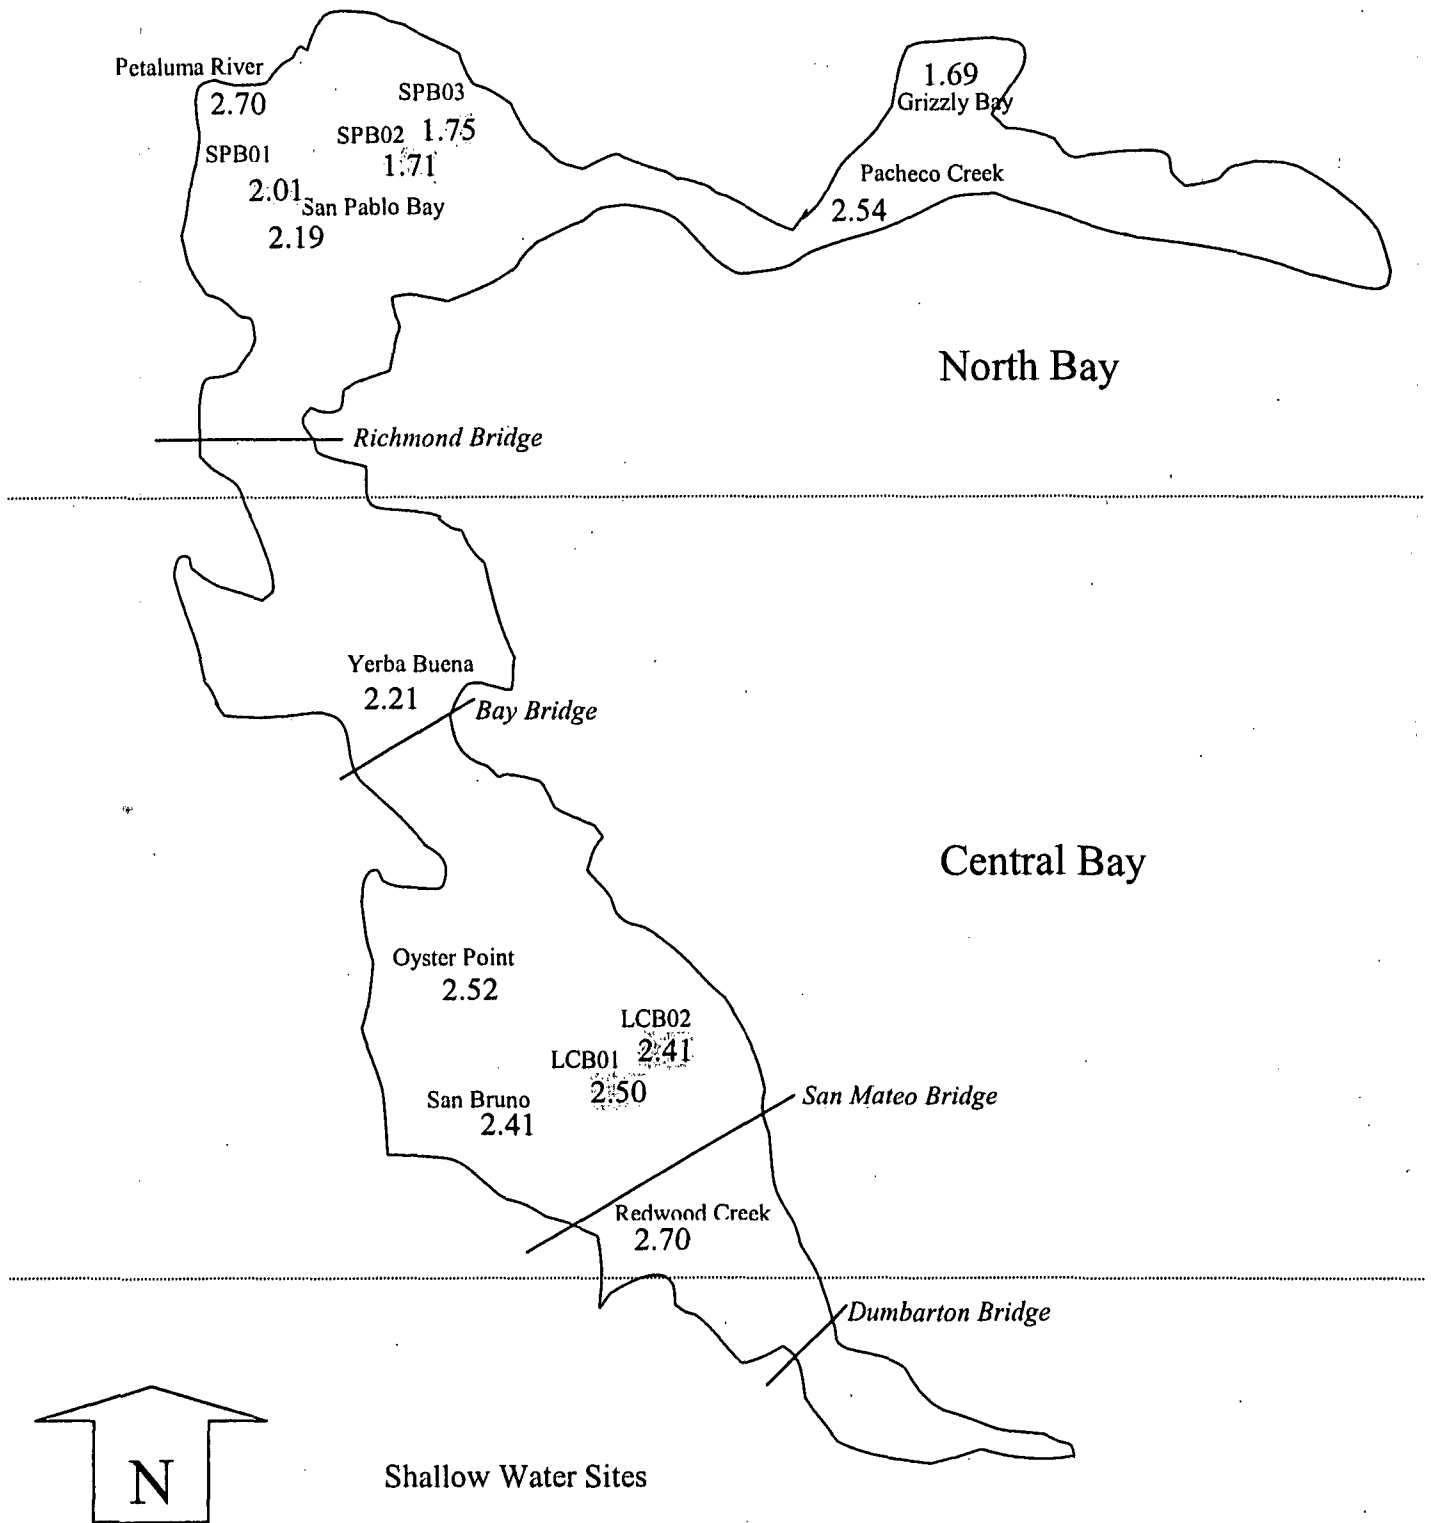 Petaluma River
2.70
SPB03
1.75
SPB02
1.71
SPB01
2.01
San Pablo Bay
2.19
1.69
Grizzly Bay
Pacheco Creek
2.54
North Bay
Richmond Bridge
Yerba Buena
2.21
Bay Bridge
Central Bay
Oyster Point
2.52
LCB02
2.41
LCB01
2.50
San Bruno
2.41
San Mateo Bridge
Redwood Creek
2.70
Dumbarton Bridge
N
Shallow Water Sites